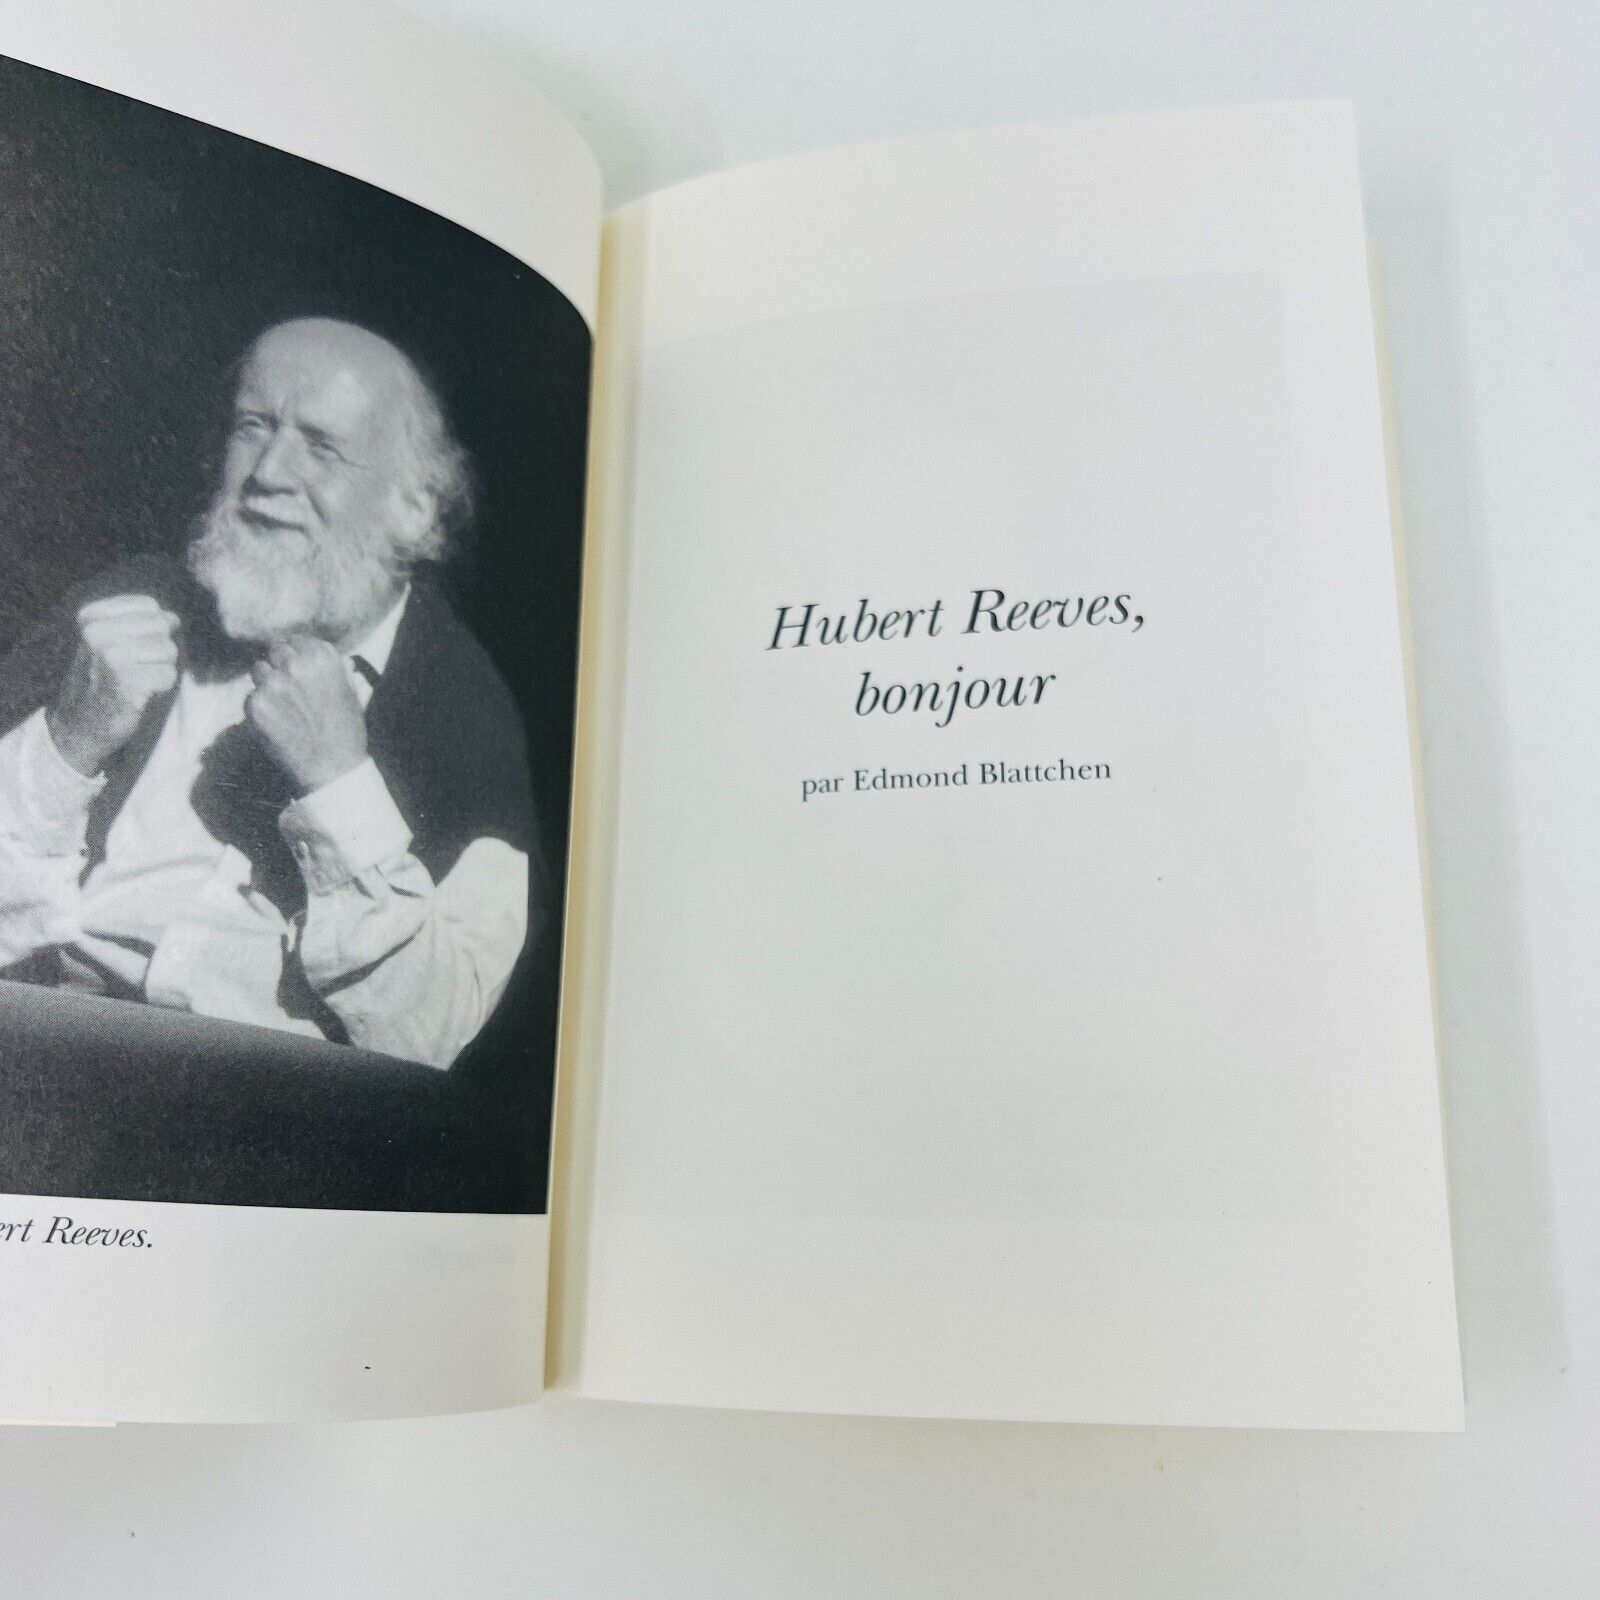 ert Reeves.
Hubert Reeves,
bonjour
par Edmond Blattchen